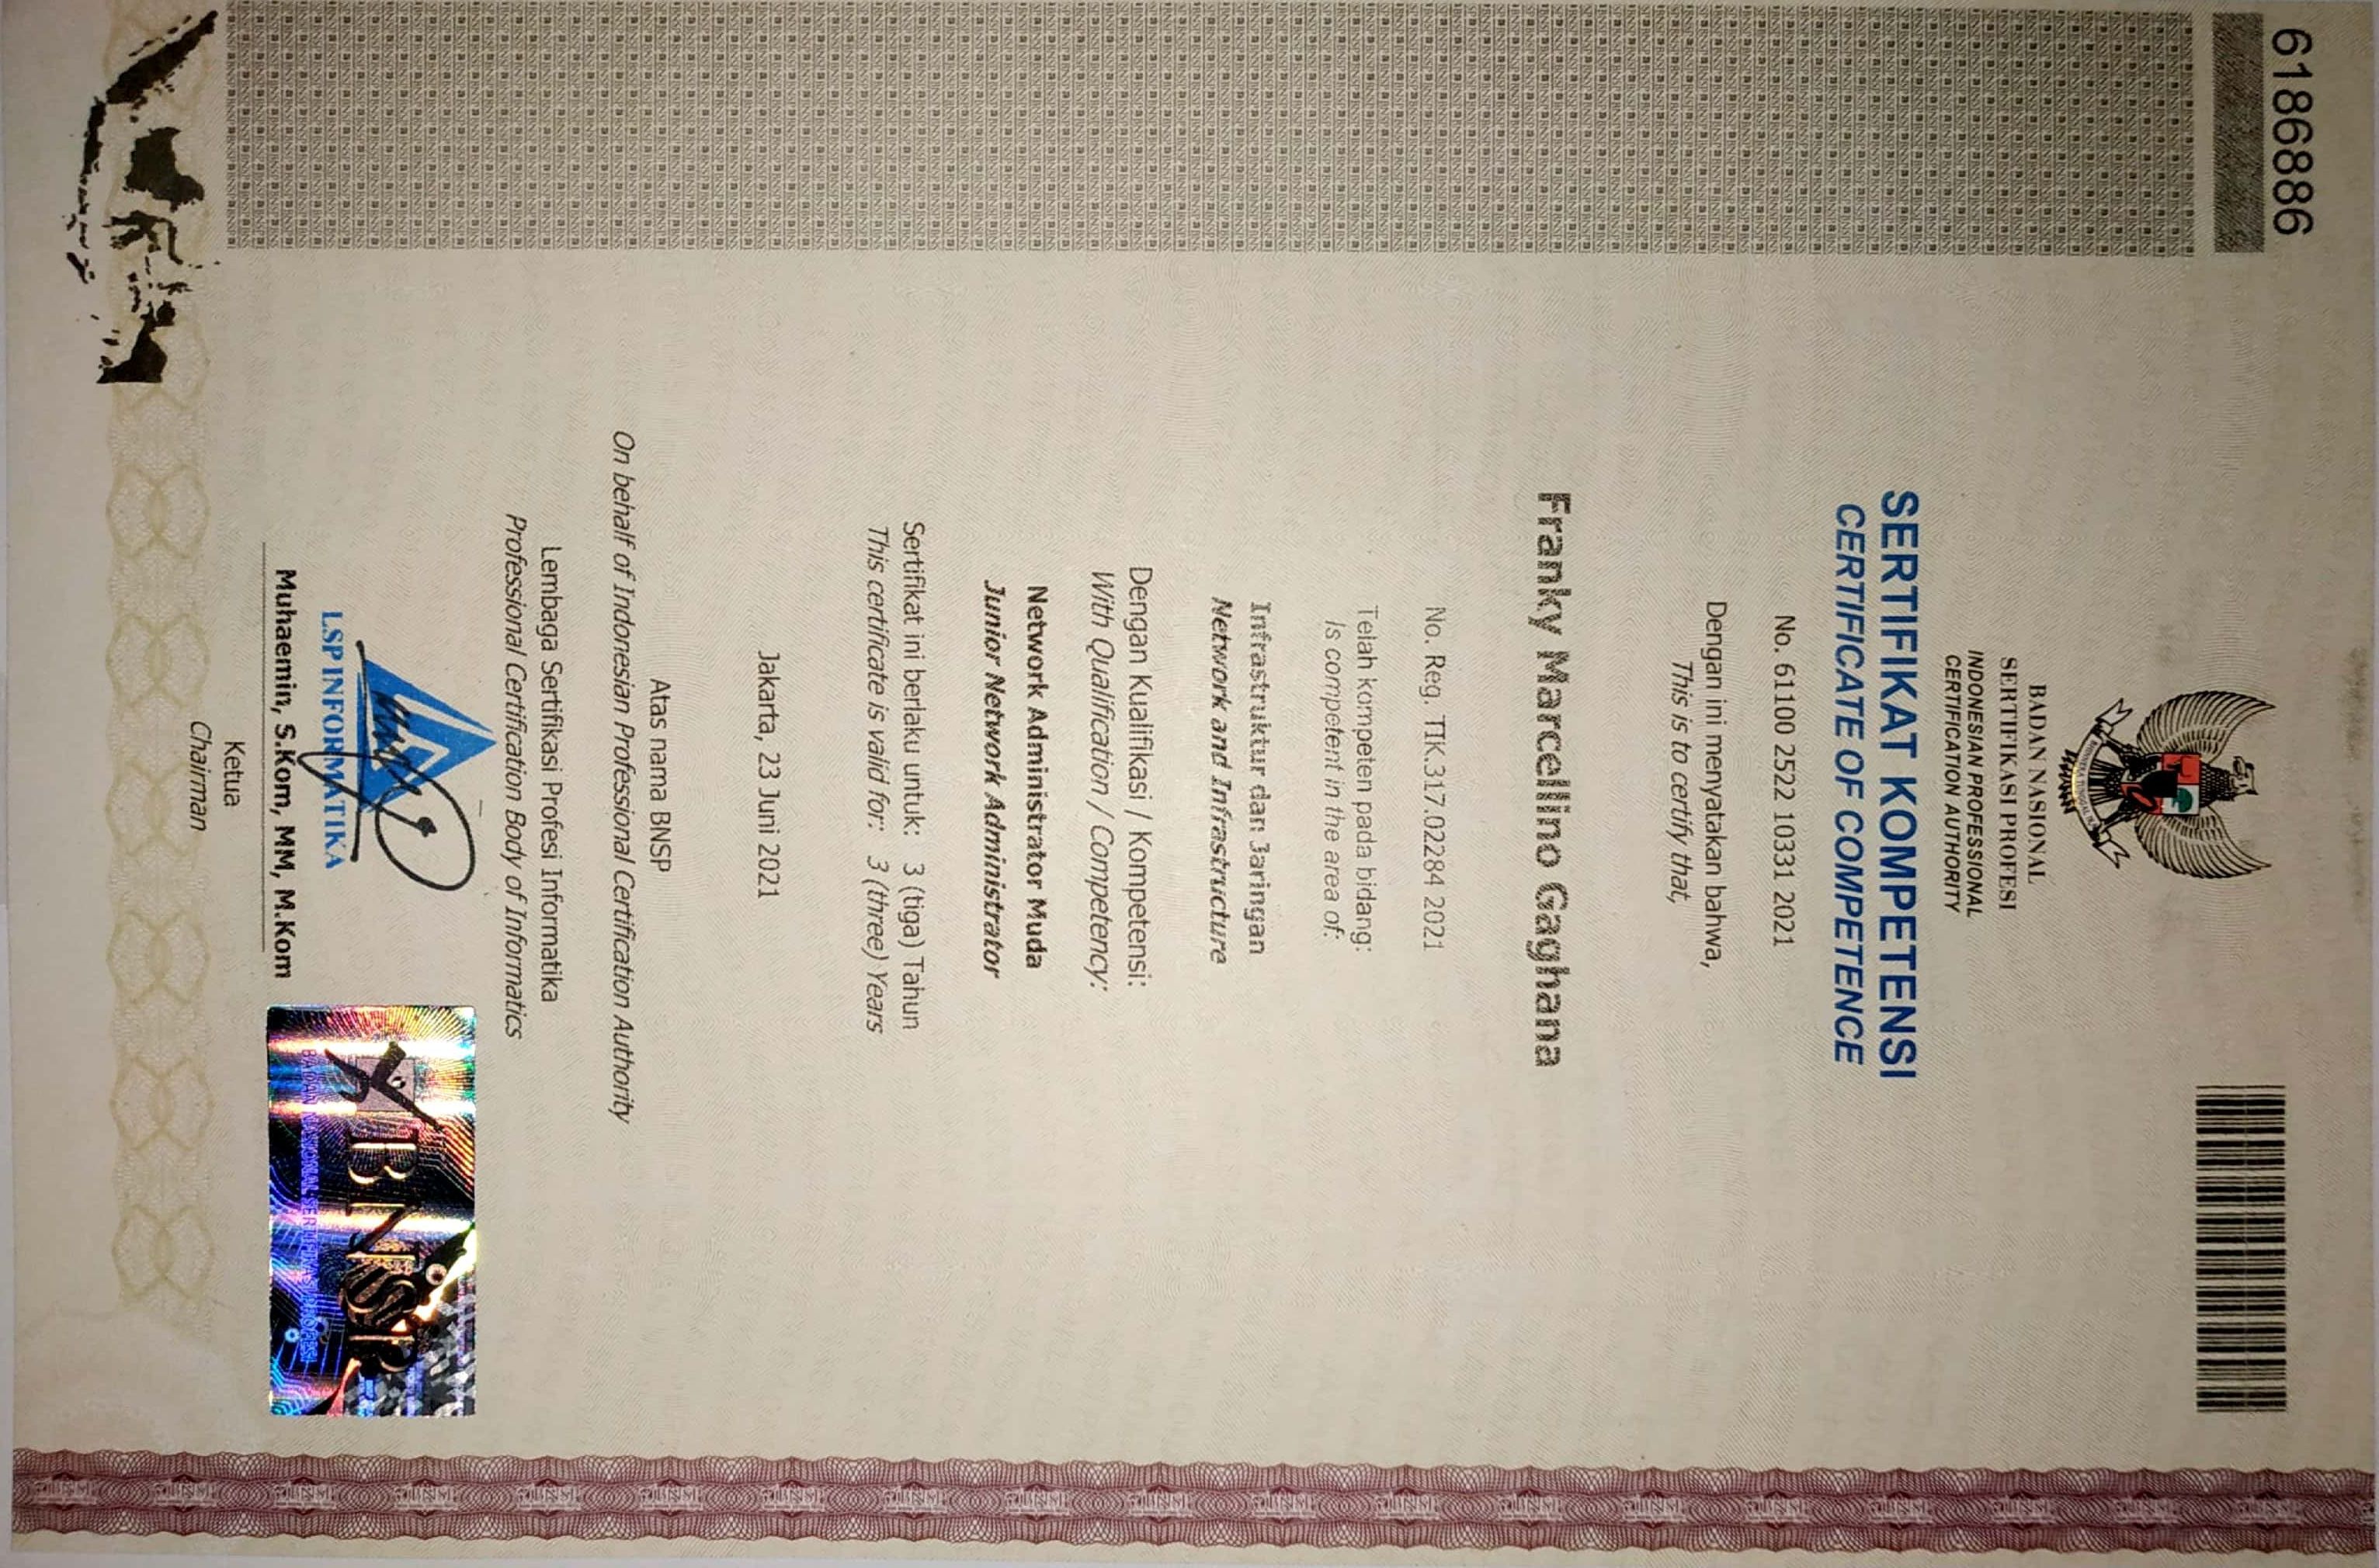 6186886
BADAN NASIONAL
SERTIFIKASI PROFESI
INDONESIAN PROFESSIONAL
CERTIFICATION AUTHORITY
SERTIFIKAT KOMPETENSI
CERTIFICATE OF COMPETENCE
No. 61100 2522 10331 2021
Dengan ini menyatakan bahwa,
This is to certify that,
Franky Marcellino Gaghana
No. Reg. TIK.317.02284 2021
Telah kompeten pada bidang:
Is competent in the area of:
Infrastruktur dan Jaringan
Network and Infrastructure
Dengan Kualifikasi / Kompetensi:
With Qualification / Competency:
Network Administrator Muda
Junior Network Administrator
Sertifikat ini berlaku untuk: 3 (tiga) Tahun
This certificate is valid for: 3 (three) Years
Jakarta, 23 Juni 2021
Atas nama BNSP
On behalf of Indonesian Professional Certification Authority
Lembaga Sertifikasi Profesi Informatika
Professional Certification Body of Informatics
LSP INFORMATIKA
Muhaemin, S.Kom, MM, M.Kom
Ketua
Chairman
BNSP
BADAN NASIONAL SERTIFIKASI PROFESI